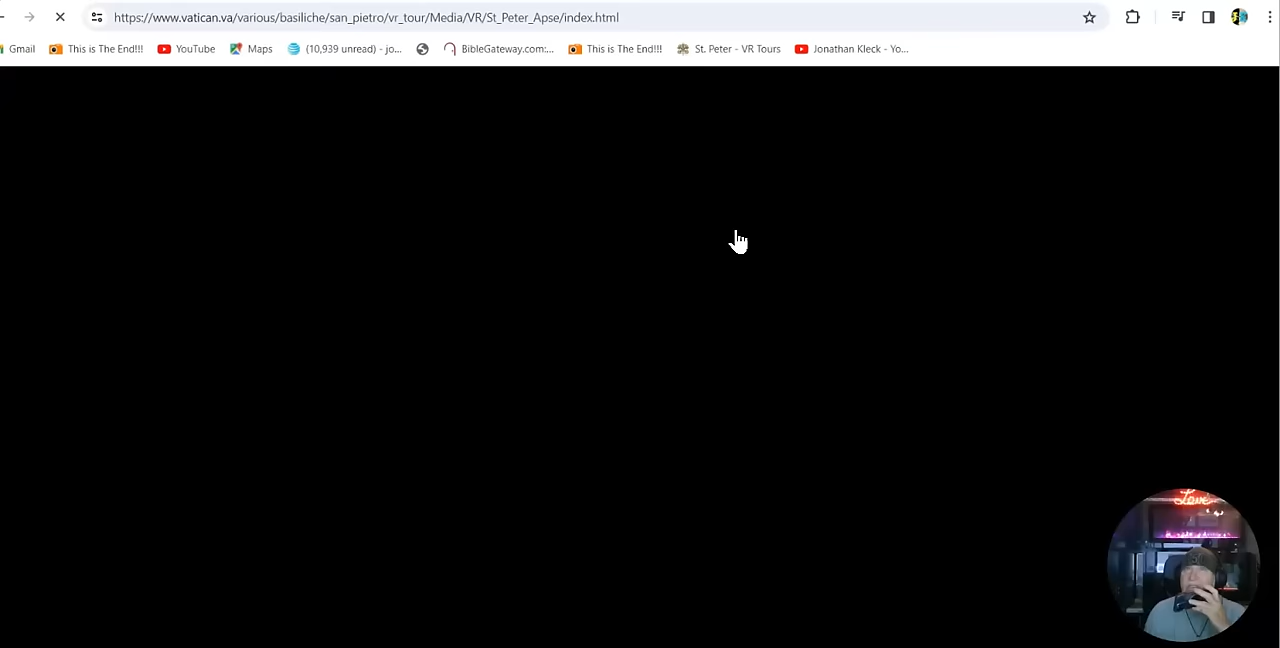 https://www.vatican.va/various/basiliche/san_pietro/vr_tour/Media/VR/St_Peter_Apse/index.html
Gmail This is The End!!! YouTube Maps (10,939 unread) - jo... BibleGateway.com:... This is The End!!! St. Peter - VR Tours Jonathan Kleck - Yo...
Love